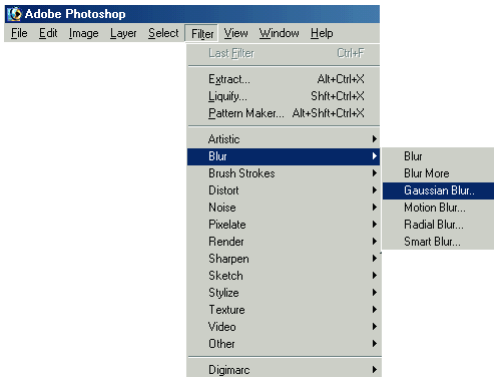 Adobe Photoshop
File Edit Image Layer Select Filter View Window Help
Last Filter Ctrl+F
Extract... Alt+Ctrl+X
Liquify... Shft+Ctrl+X
Pattern Maker... Alt+Shft+Ctrl+X
Artistic
Blur
Brush Strokes
Distort
Noise
Pixelate
Render
Sharpen
Sketch
Stylize
Texture
Video
Other
Digimarc
Blur
Blur More
Gaussian Blur..
Motion Blur...
Radial Blur...
Smart Blur...